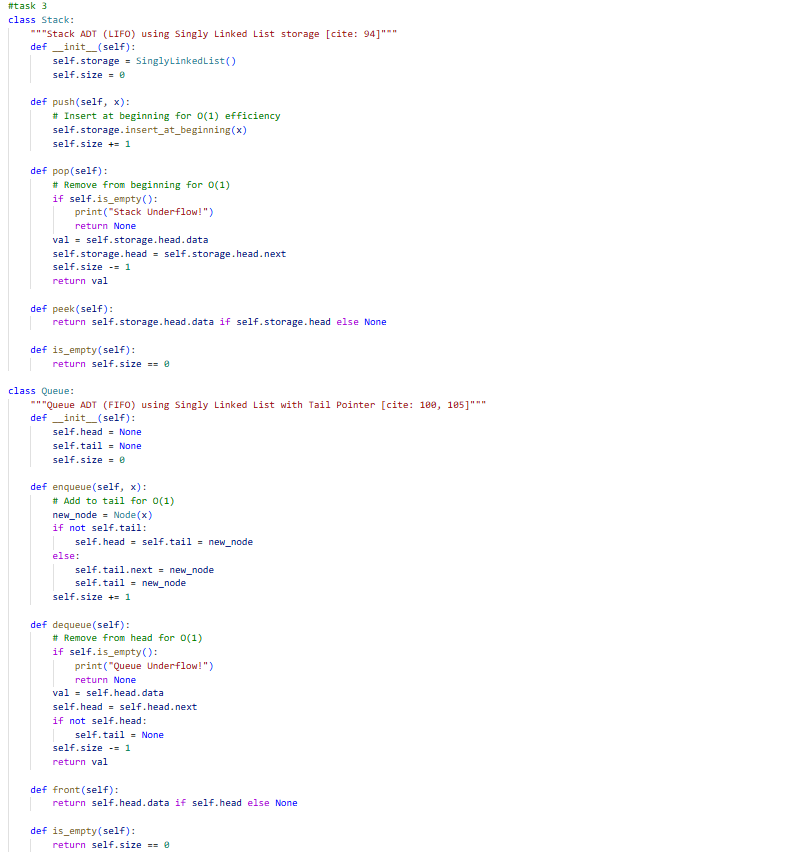 #task 3
class Stack:
    """Stack ADT (LIFO) using Singly Linked List storage [cite: 94]"""
    def __init__(self):
        self.storage = SinglyLinkedList()
        self.size = 0

    def push(self, x):
        # Insert at beginning for O(1) efficiency
        self.storage.insert_at_beginning(x)
        self.size += 1

    def pop(self):
        # Remove from beginning for O(1)
        if self.is_empty():
            print("Stack Underflow!")
            return None
        val = self.storage.head.data
        self.storage.head = self.storage.head.next
        self.size -= 1
        return val

    def peek(self):
        return self.storage.head.data if self.storage.head else None

    def is_empty(self):
        return self.size == 0

class Queue:
    """Queue ADT (FIFO) using Singly Linked List with Tail Pointer [cite: 100, 105]"""
    def __init__(self):
        self.head = None
        self.tail = None
        self.size = 0

    def enqueue(self, x):
        # Add to tail for O(1)
        new_node = Node(x)
        if not self.tail:
            self.head = self.tail = new_node
        else:
            self.tail.next = new_node
            self.tail = new_node
        self.size += 1

    def dequeue(self):
        # Remove from head for O(1)
        if self.is_empty():
            print("Queue Underflow!")
            return None
        val = self.head.data
        self.head = self.head.next
        if not self.head:
            self.tail = None
        self.size -= 1
        return val

    def front(self):
        return self.head.data if self.head else None

    def is_empty(self):
        return self.size == 0